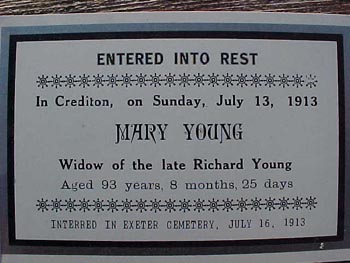 ENTERED INTO REST
In Crediton, on Sunday, July 13, 1913
MARY YOUNG
Widow of the late Richard Young
Aged 93 years, 8 months, 25 days
INTERRED IN EXETER CEMETERY, JULY 16, 1913